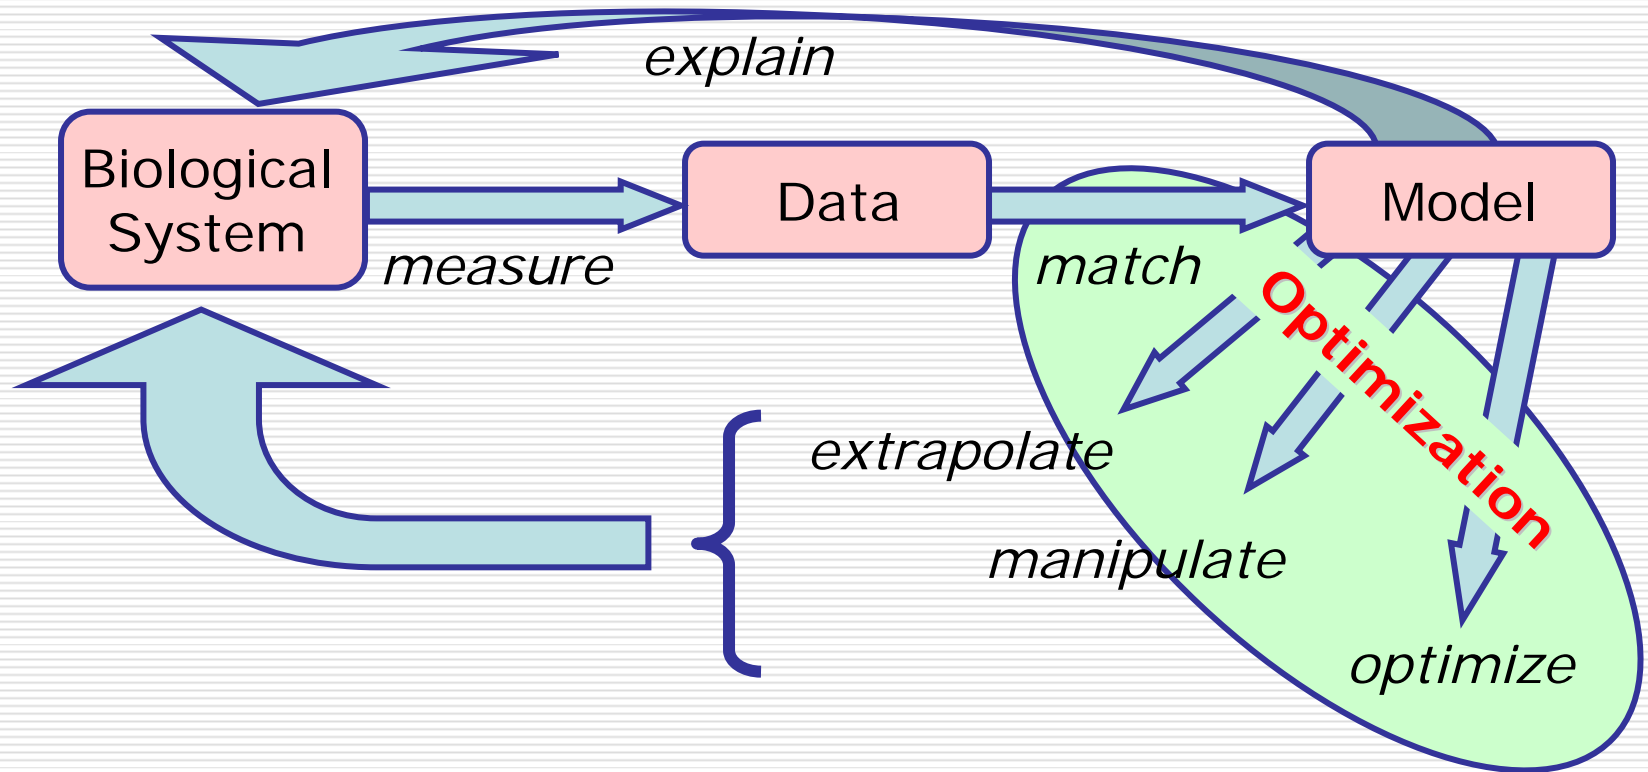 explain
Biological
System
measure
Data
match
Model
Optimization
extrapolate
manipulate
optimize